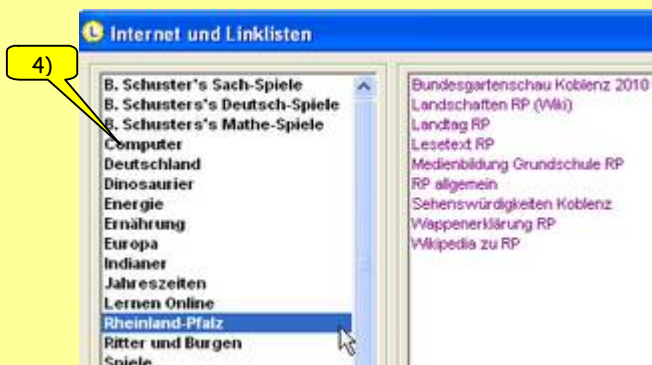 Internet und Linklisten
4)
B. Schuster's Sach-Spiele
B. Schusters's Deutsch-Spiele
B. Schusters's Mathe-Spiele
Computer
Deutschland
Dinosaurier
Energie
Ernährung
Europa
Indianer
Jahreszeiten
Lernen Online
Rheinland-Pfalz
Ritter und Burgen
Spiele
Bundesgartenschau Koblenz 2010
Landschaften RP (Wiki)
Landtag RP
Lesetext RP
Medienbildung Grundschule RP
RP allgemein
Sehenswürdigkeiten Koblenz
Wappenerklärung RP
Wikipedia zu RP